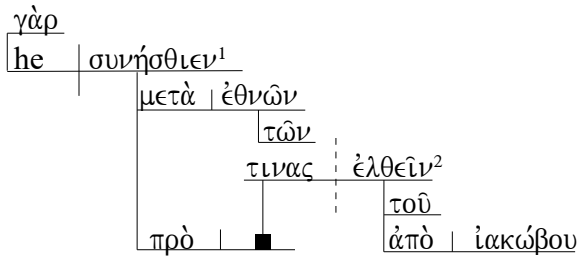 γὰρ
he συνήσθιεν¹
μετὰ ἐθνῶν
τῶν
τινας ἐλθεῖν²
τοῦ
πρὸ ἀπὸ ἰακώβου